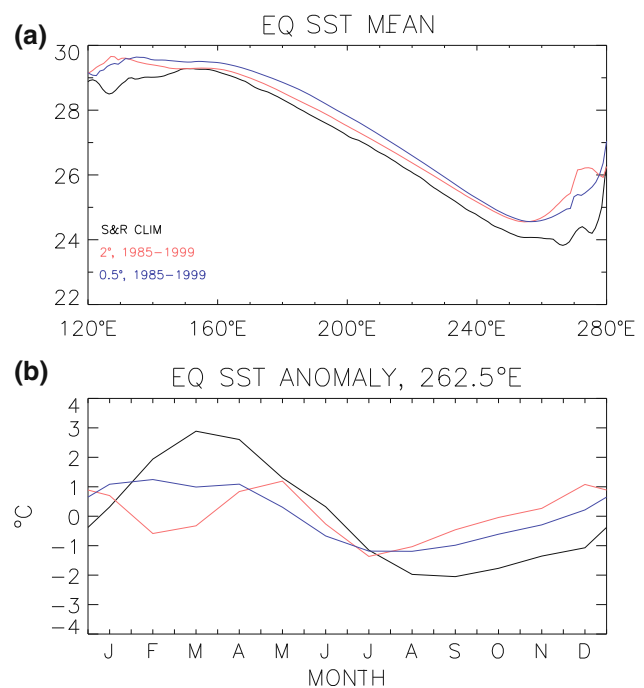 (a)
EQ SST MEAN
30
28
26
24
22
S&R CLIM
2°, 1985–1999
0.5°, 1985–1999
120°E 160°E 200°E 240°E 280°E
(b)
EQ SST ANOMALY, 262.5°E
4
3
2
1
0
−1
−2
−3
−4
°C
J F M A M J J A S O N D
MONTH